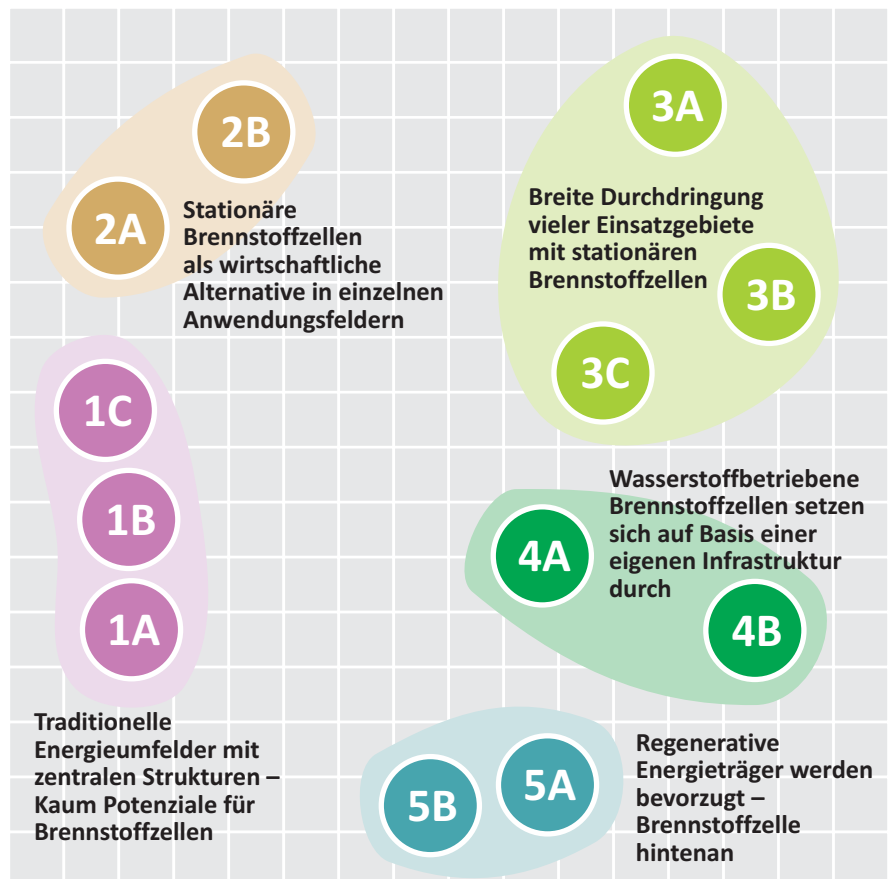 2B
2A
Stationäre
Brennstoffzellen
als wirtschaftliche
Alternative in einzelnen
Anwendungsfeldern
3A
Breite Durchdringung
vieler Einsatzgebiete
mit stationären
Brennstoffzellen
3B
3C
1C
1B
1A
Traditionelle
Energieumfelder mit
zentralen Strukturen –
Kaum Potenziale für
Brennstoffzellen
Wasserstoffbetriebene
Brennstoffzellen setzen
sich auf Basis einer
eigenen Infrastruktur
durch
4A
4B
5B
5A
Regenerative
Energieträger werden
bevorzugt –
Brennstoffzelle
hintenan